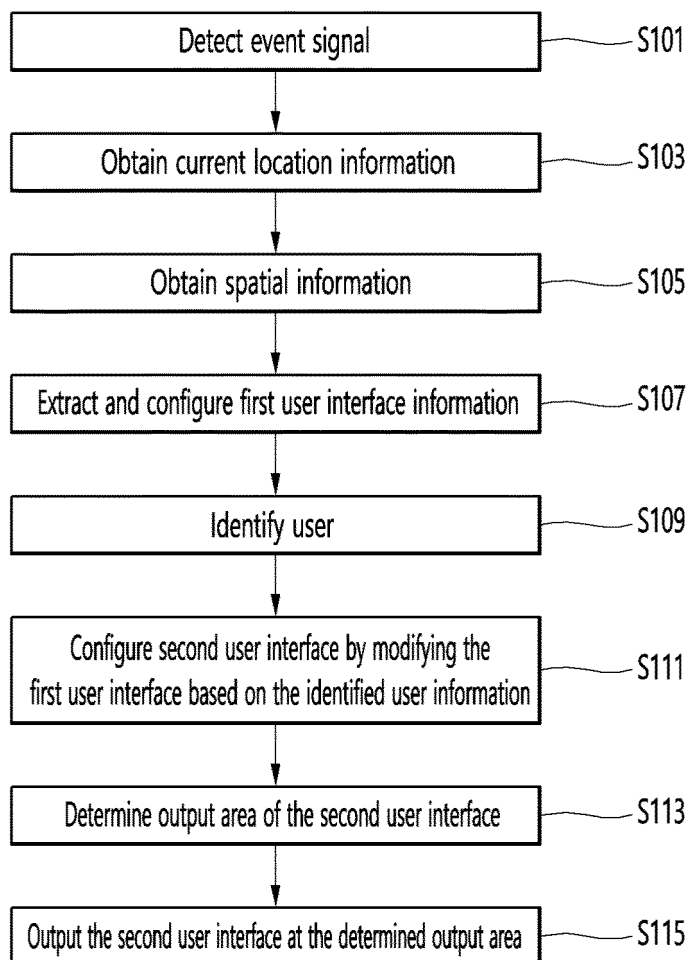 Detect event signal S101
Obtain current location information S103
Obtain spatial information S105
Extract and configure first user interface information S107
Identify user S109
Configure second user interface by modifying the
first user interface based on the identified user information S111
Determine output area of the second user interface S113
Output the second user interface at the determined output area S115